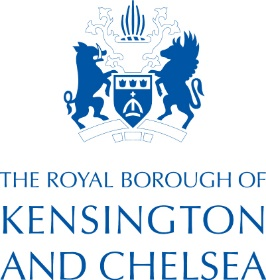 THE ROYAL BOROUGH OF
KENSINGTON
AND CHELSEA